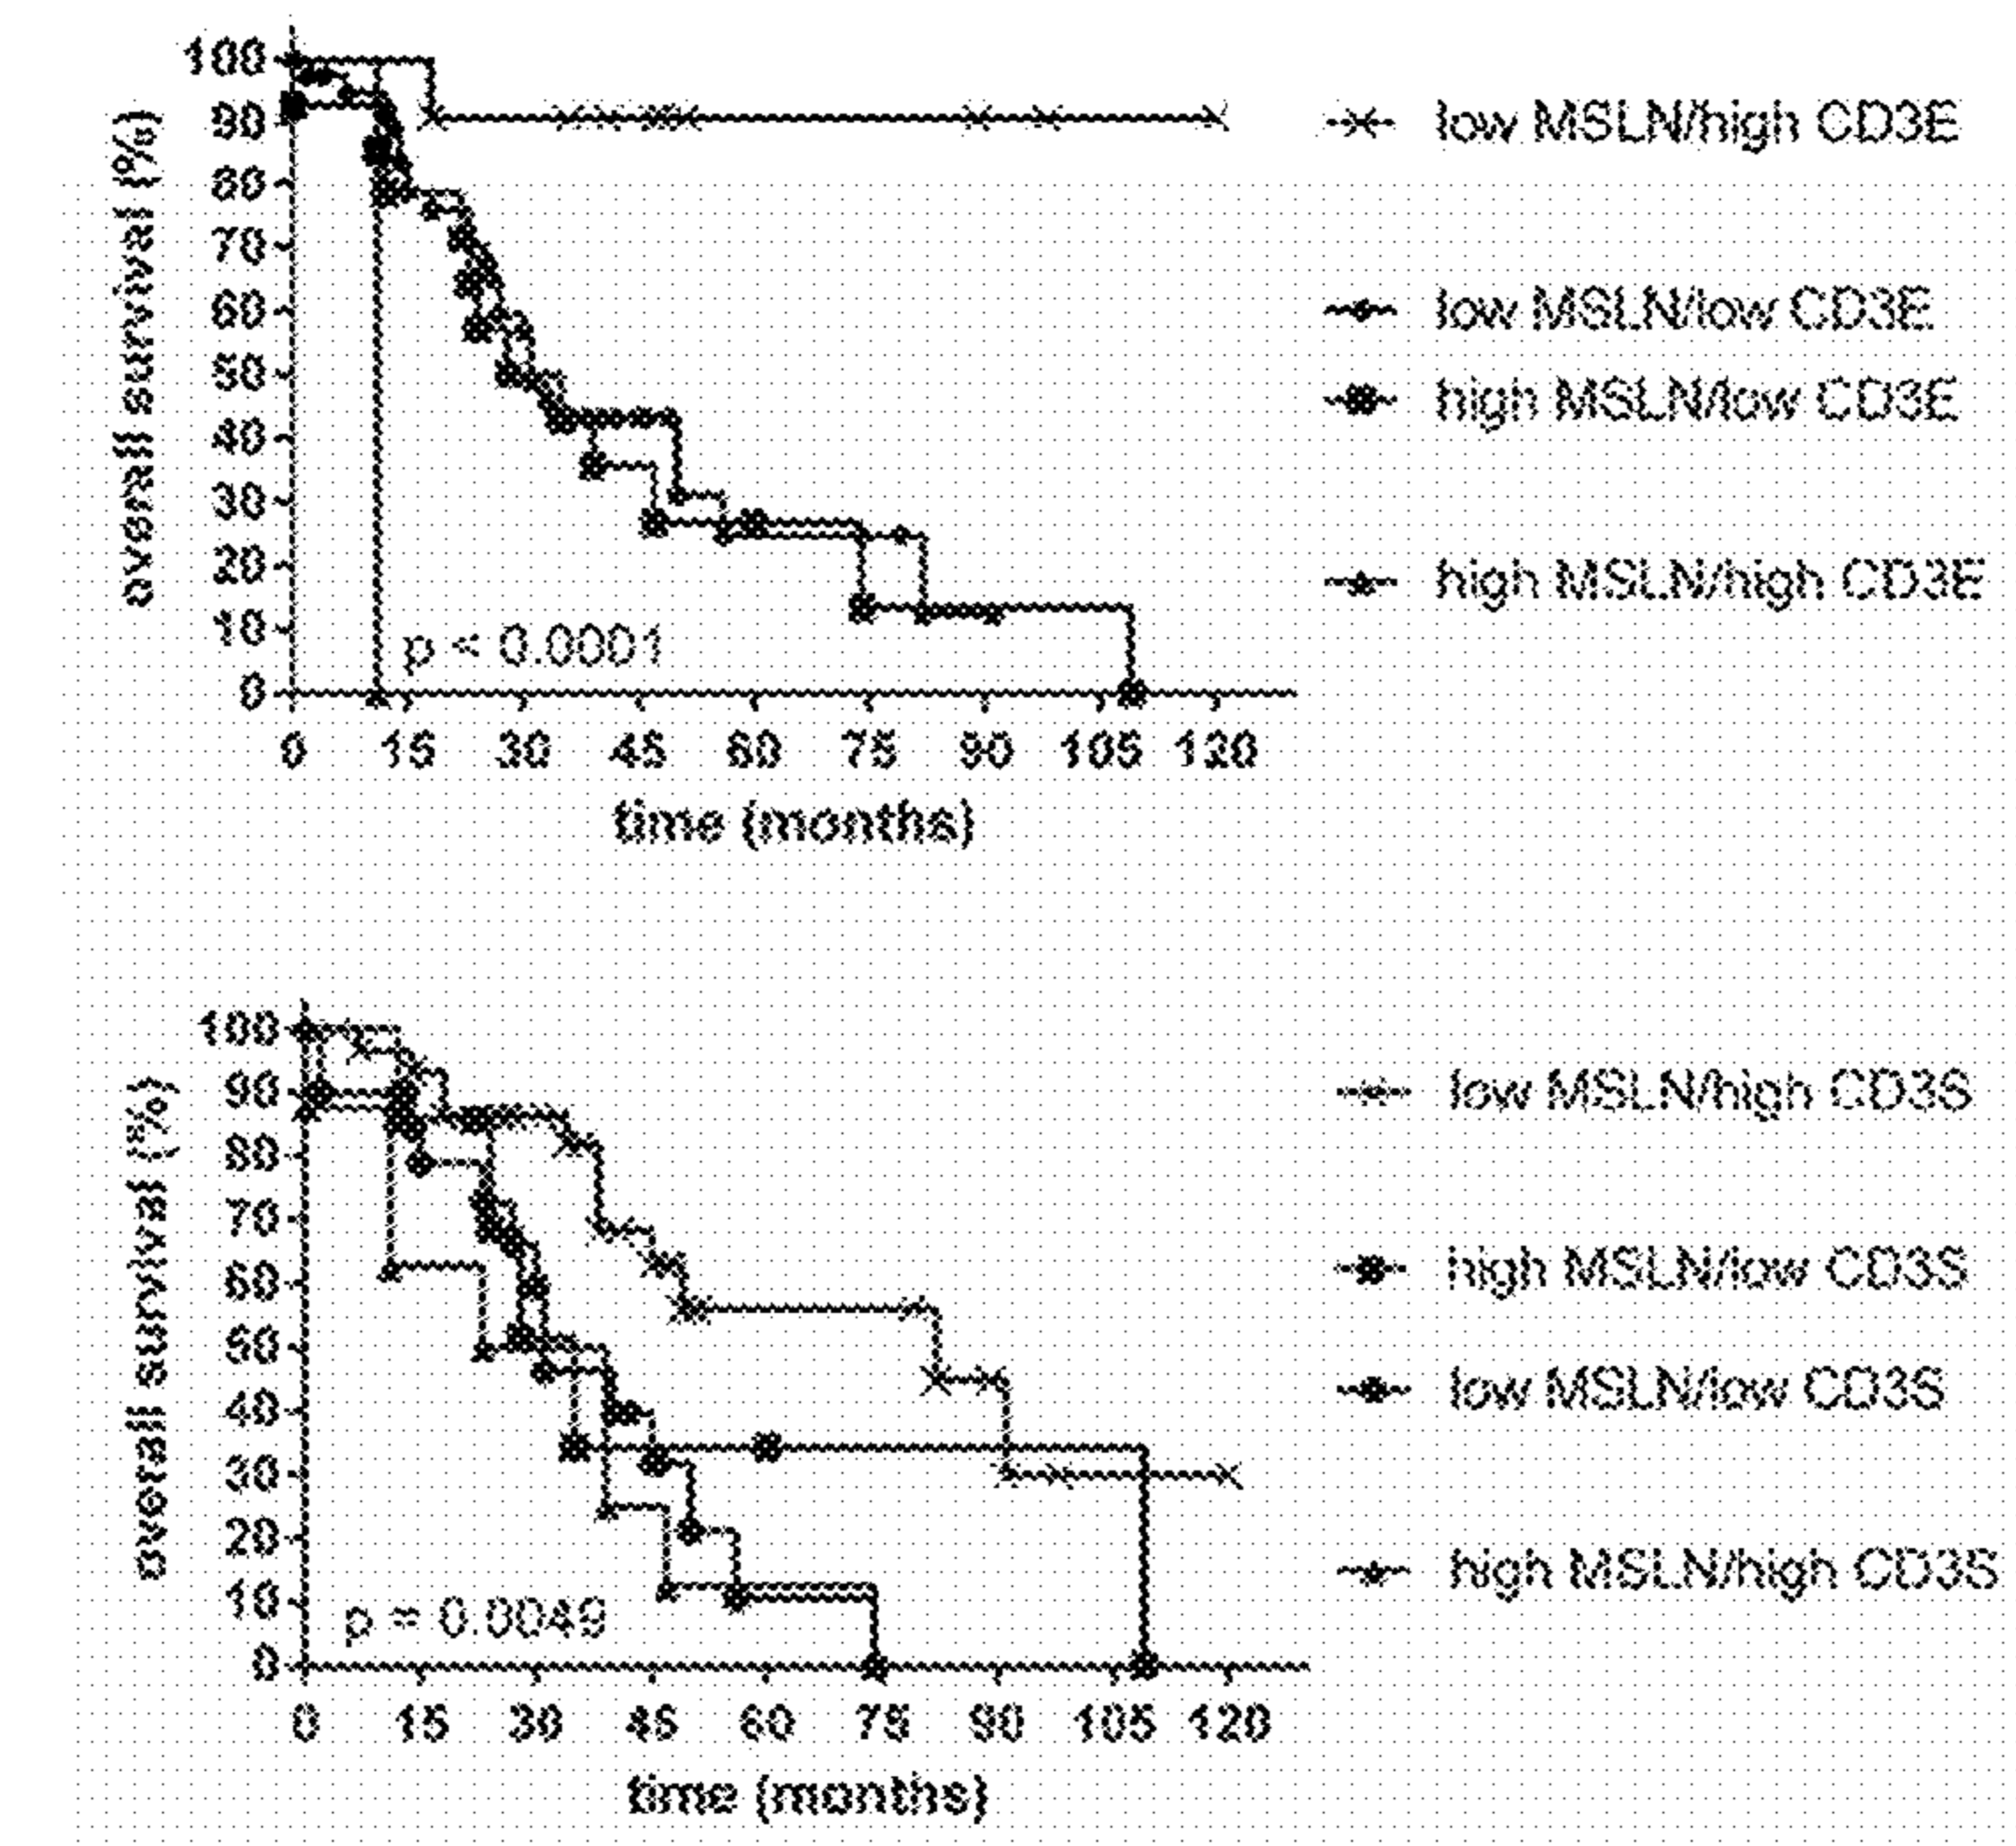 100
90
80
70
60
50
40
30
20
10
0
overall survival (%)
p < 0.0001
0 15 30 45 60 75 90 105 120
time (months)
low MSLN/high CD3E
low MSLN/low CD3E
high MSLN/low CD3E
high MSLN/high CD3E
100
90
80
70
60
50
40
30
20
10
0
overall survival (%)
p = 0.0049
0 15 30 45 60 75 90 105 120
time (months)
low MSLN/high CD3S
high MSLN/low CD3S
low MSLN/low CD3S
high MSLN/high CD3S